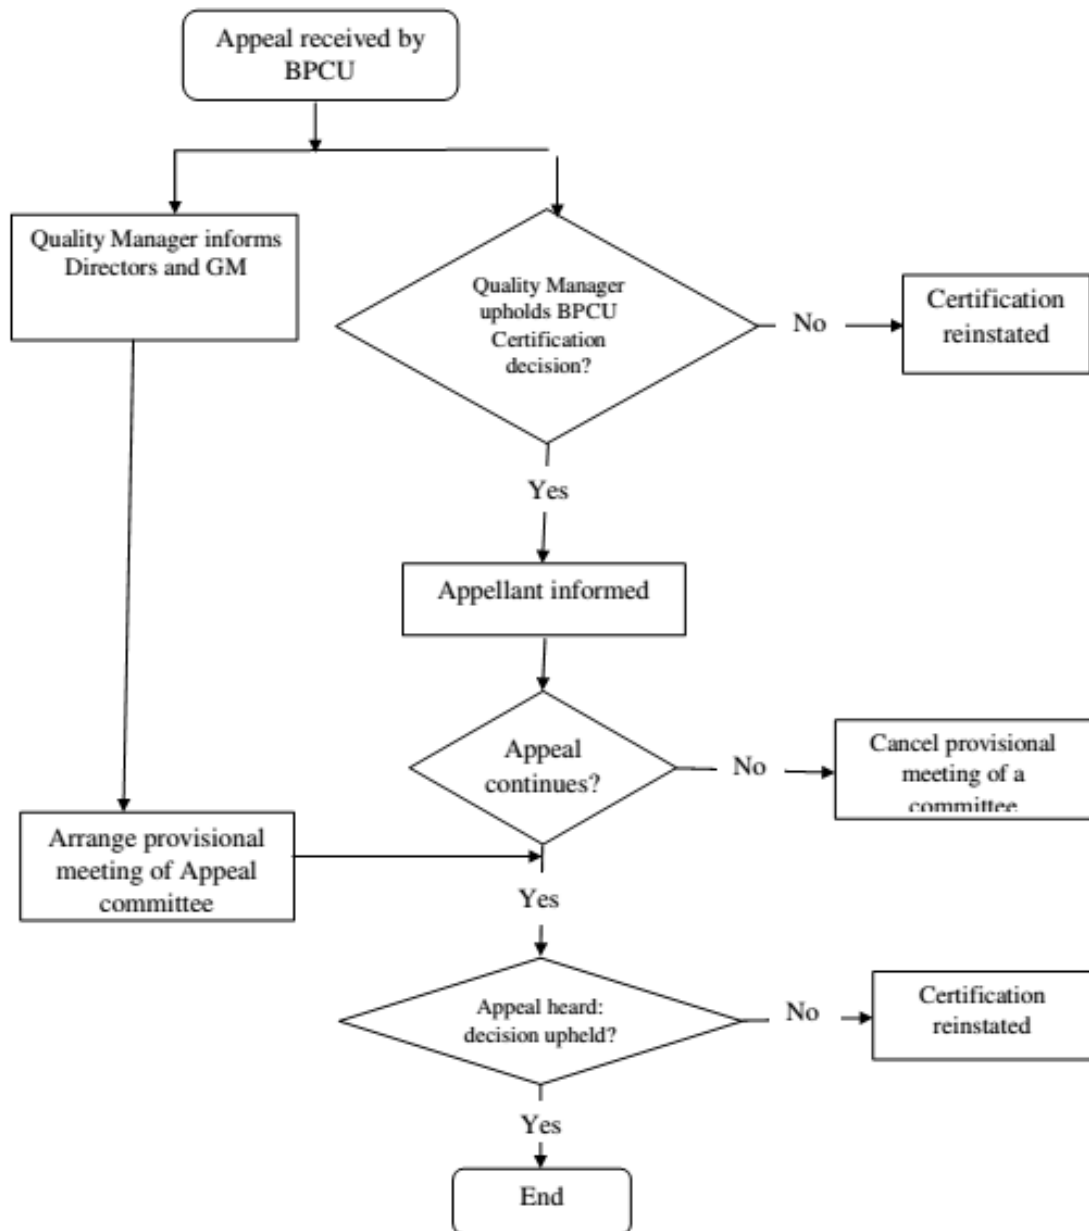 Appeal received by
BPCU
Quality Manager informs
Directors and GM
Quality Manager
upholds BPCU
Certification
decision?
No
Certification
reinstated
Yes
Appellant informed
Appeal
continues?
No
Cancel provisional
meeting of a
committee
Arrange provisional
meeting of Appeal
committee
Yes
Appeal heard:
decision upheld?
No
Certification
reinstated
Yes
End